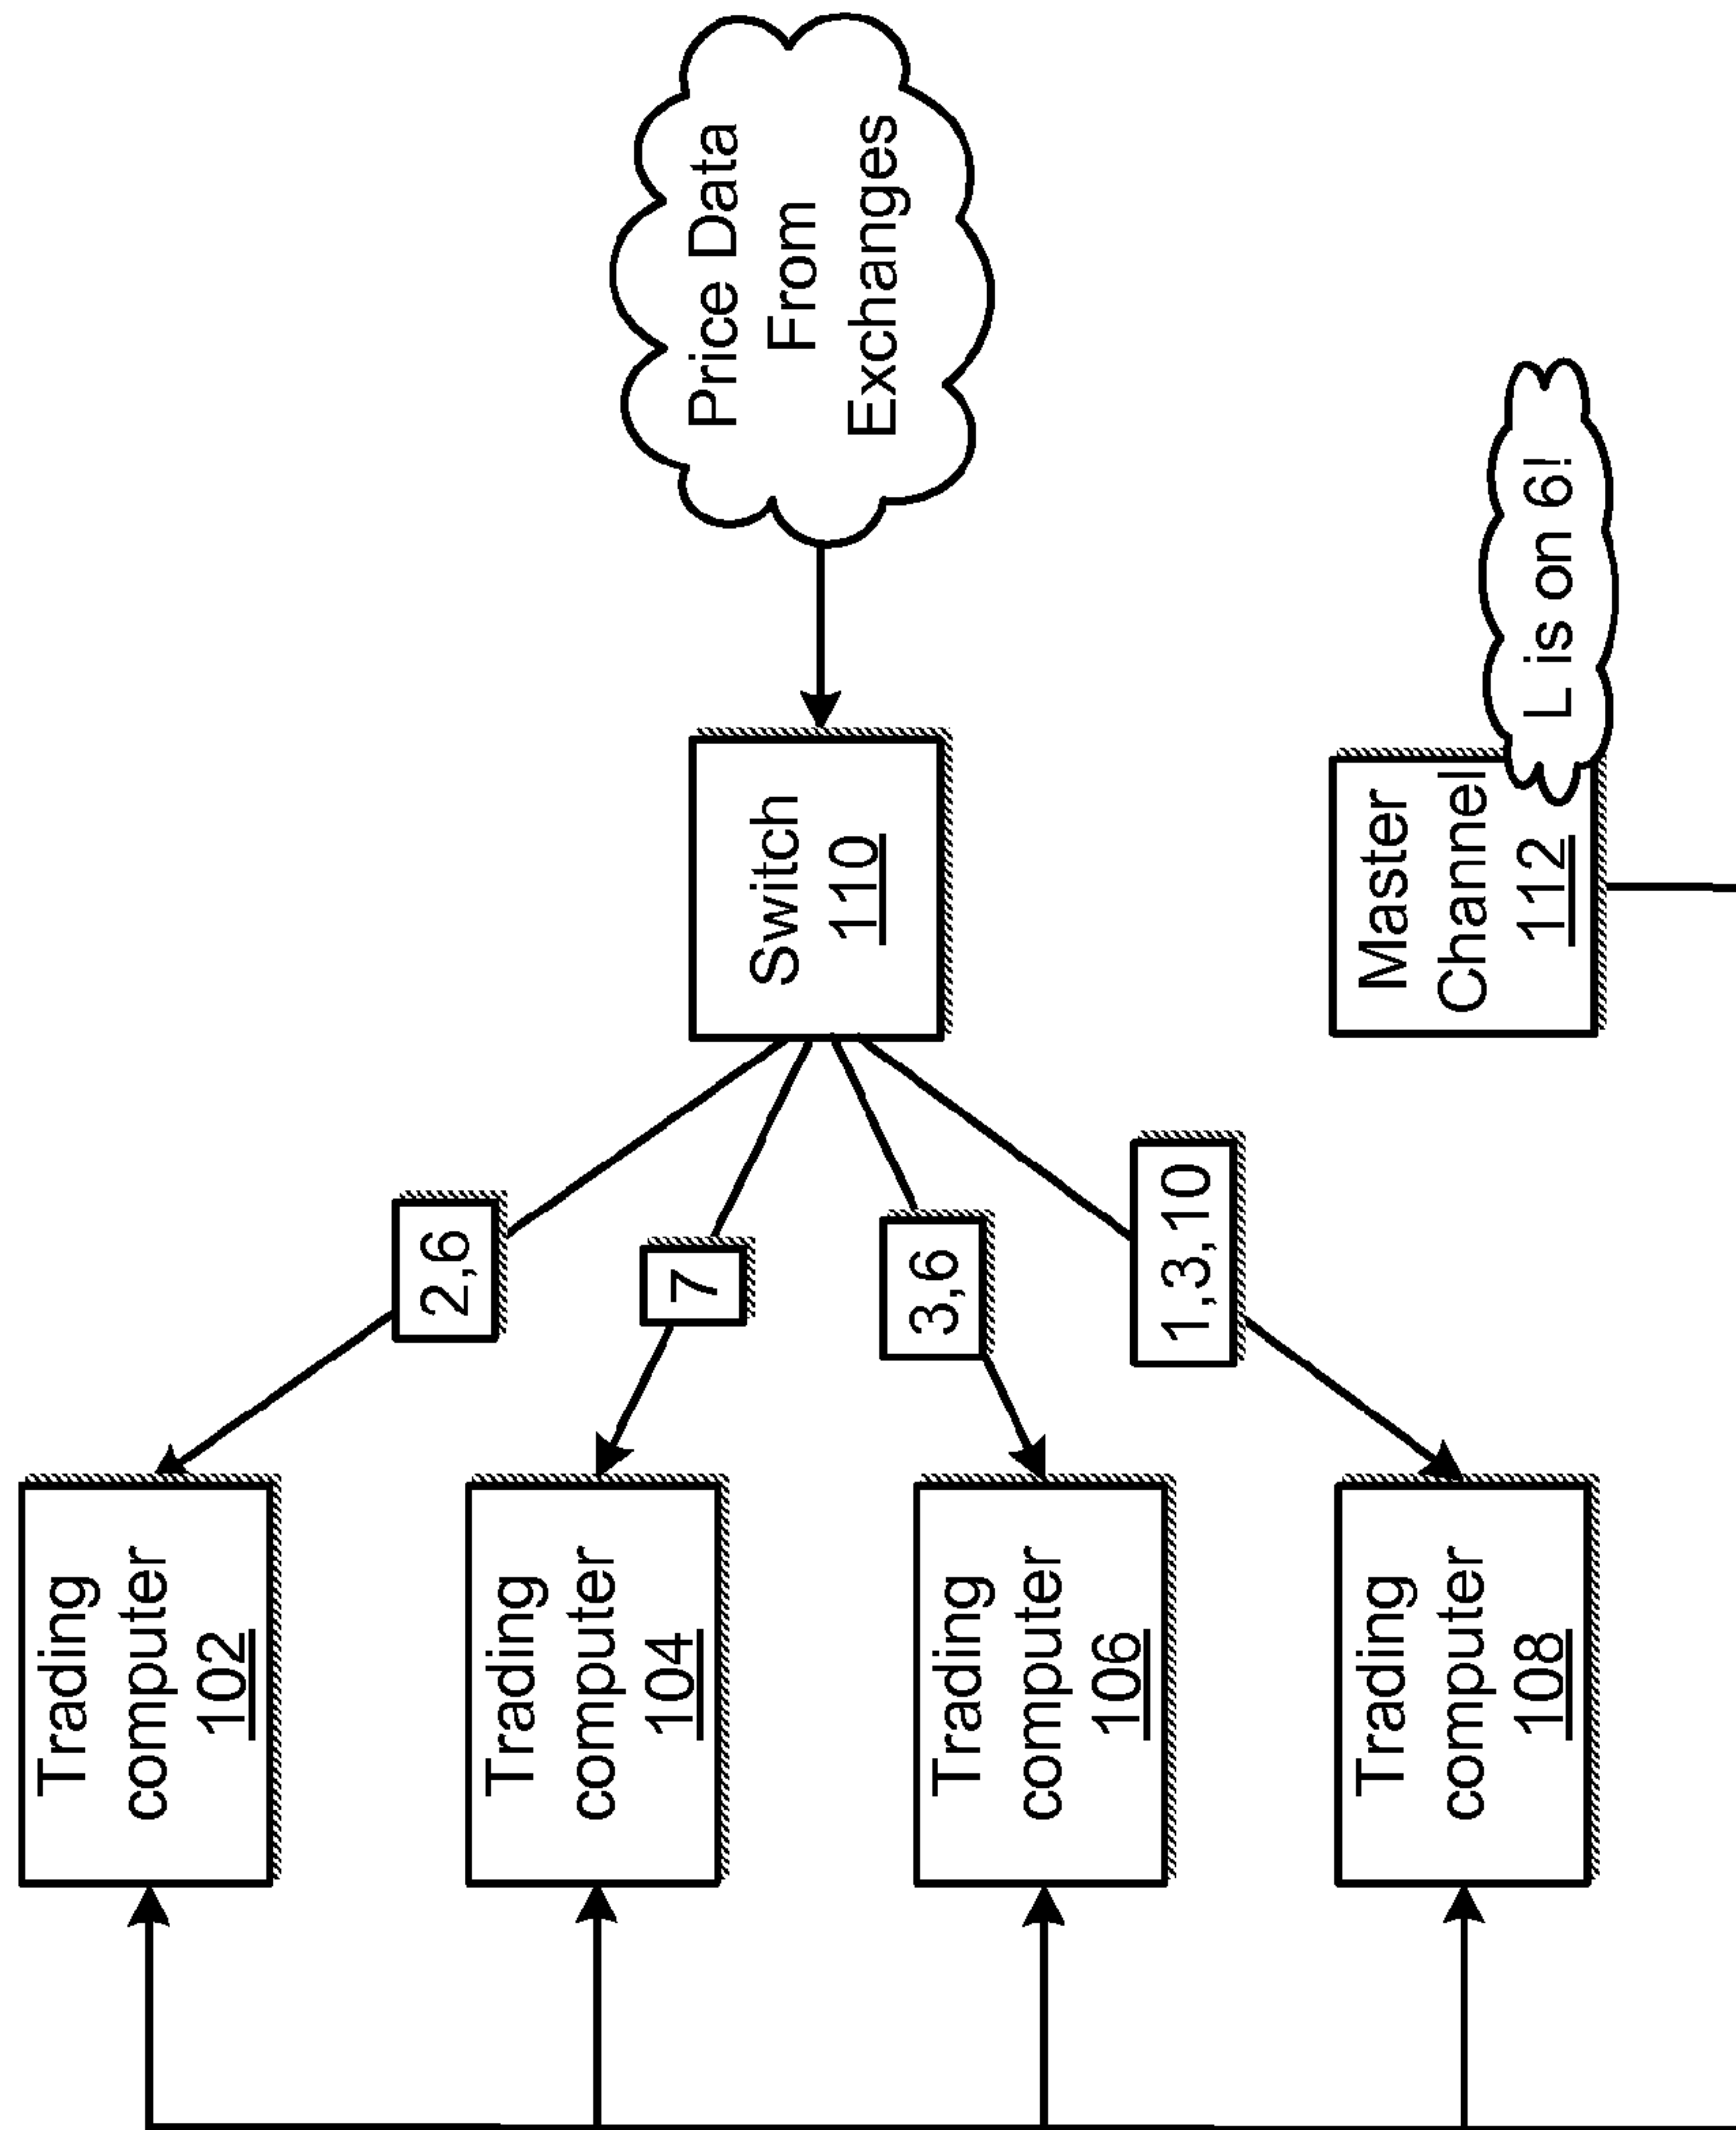 Price Data
From
Exchanges
Switch
110
Master
Channel
112
L is on 6!
2,6
7
3,6
1,3,10
Trading
computer
102
Trading
computer
104
Trading
computer
106
Trading
computer
108